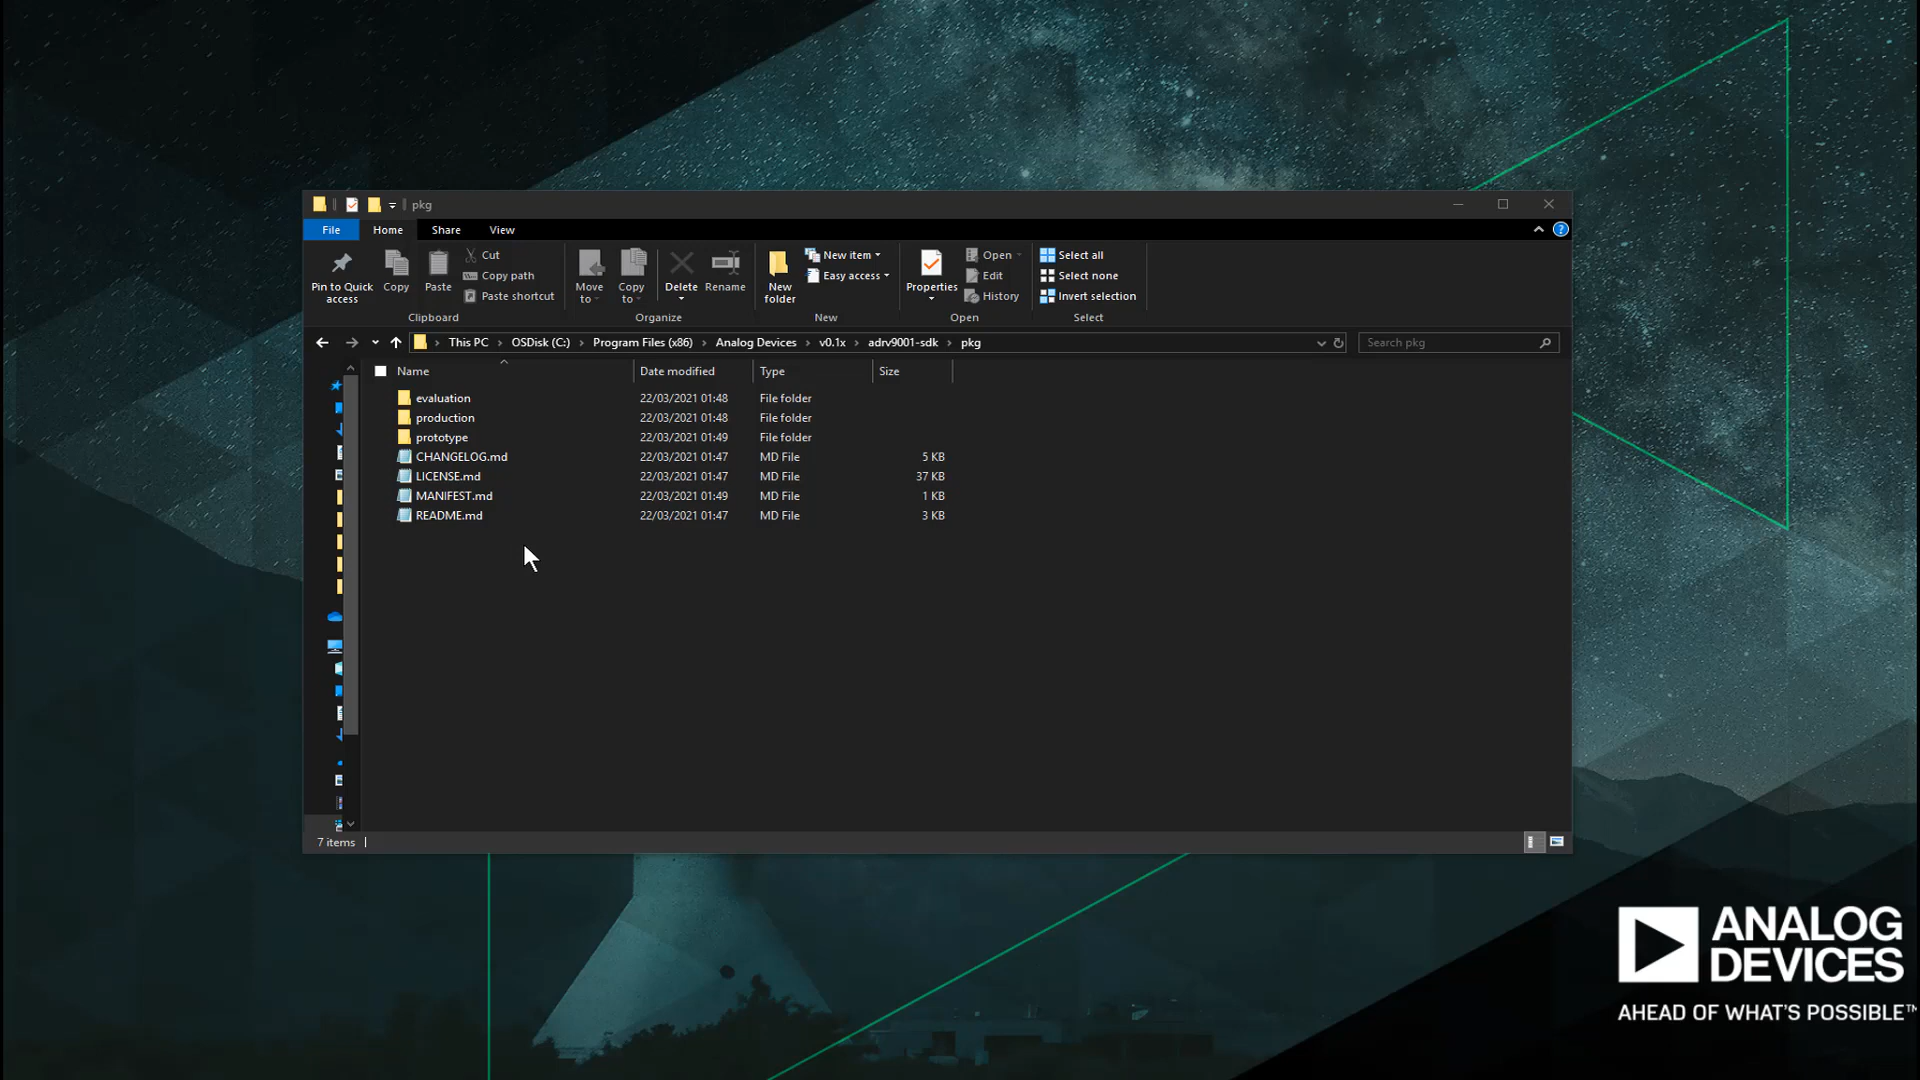 pkg
File Home Share View
Pin to Quick access
Copy
Paste
Cut
Copy path
Paste shortcut
Clipboard
Move to
Copy to
Delete
Rename
Organize
New folder
New item
Easy access
New
Properties
Open
Edit
History
Open
Select all
Select none
Invert selection
Select
This PC > OSDisk (C:) > Program Files (x86) > Analog Devices > v0.1x > adrv9001-sdk > pkg
Search pkg
Name Date modified Type Size
evaluation 22/03/2021 01:48 File folder
production 22/03/2021 01:48 File folder
prototype 22/03/2021 01:49 File folder
CHANGELOG.md 22/03/2021 01:47 MD File 5 KB
LICENSE.md 22/03/2021 01:47 MD File 37 KB
MANIFEST.md 22/03/2021 01:49 MD File 1 KB
README.md 22/03/2021 01:47 MD File 3 KB
7 items
ANALOG
DEVICES
AHEAD OF WHAT'S POSSIBLE™